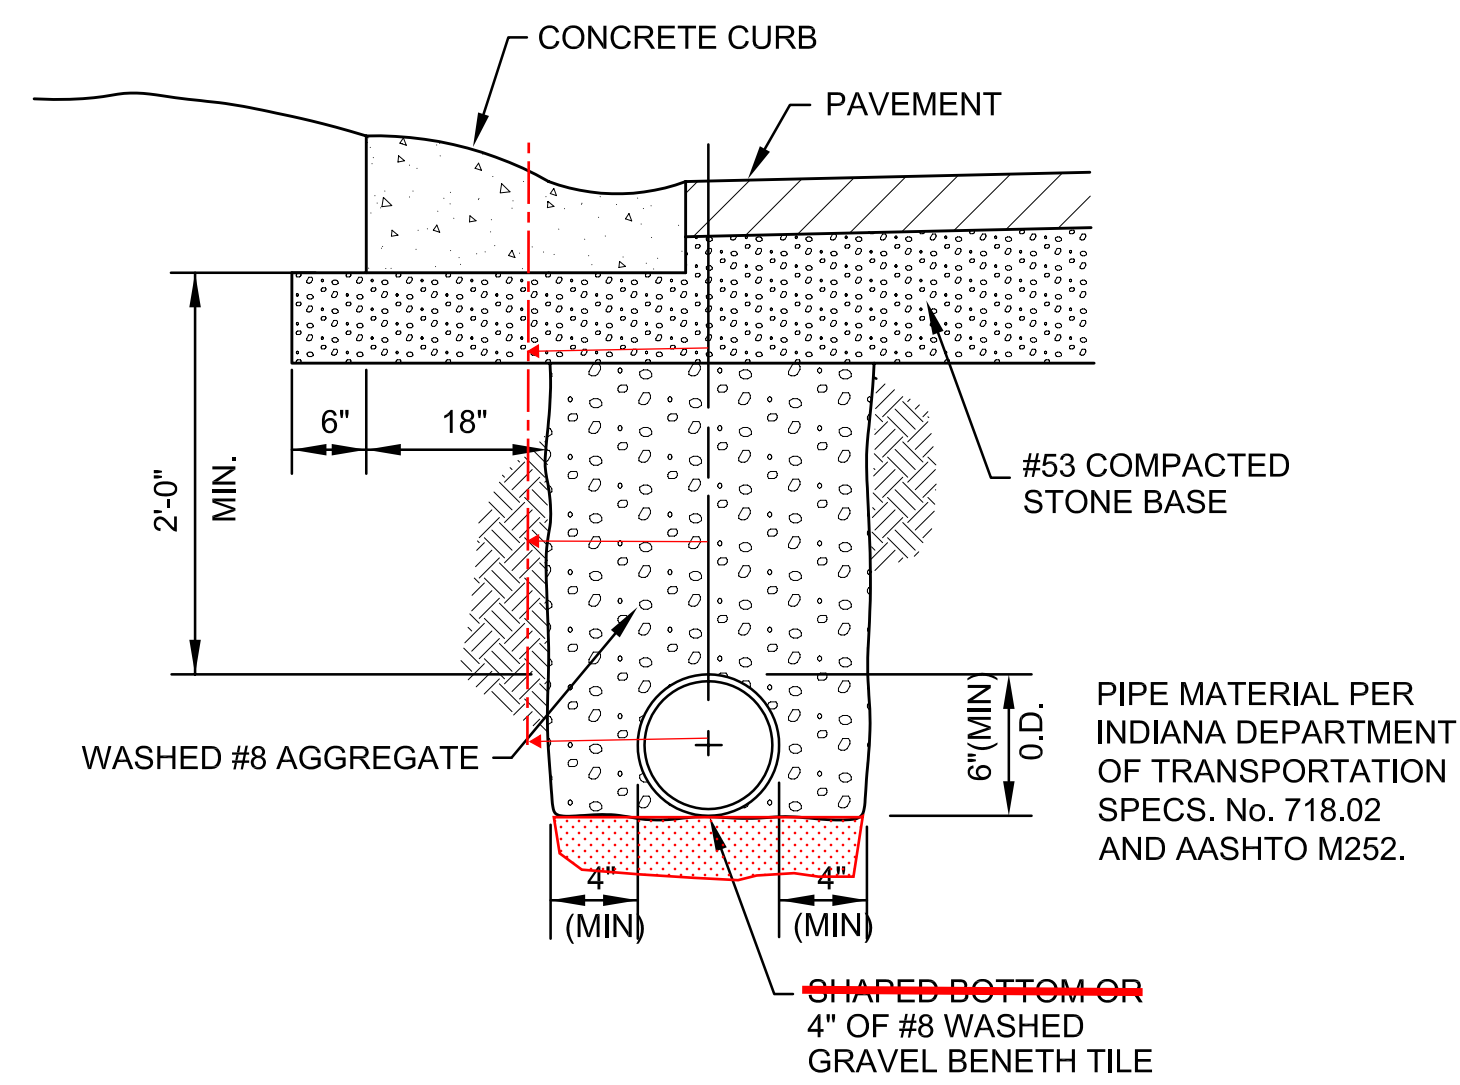 CONCRETE CURB
PAVEMENT
6"
18"
2'-0"
MIN.
#53 COMPACTED
STONE BASE
WASHED #8 AGGREGATE
6"(MIN)
O.D.
PIPE MATERIAL PER
INDIANA DEPARTMENT
OF TRANSPORTATION
SPECS. No. 718.02
AND AASHTO M252.
4"
(MIN)
4"
(MIN)
SHAPED BOTTOM OR
4" OF #8 WASHED
GRAVEL BENETH TILE